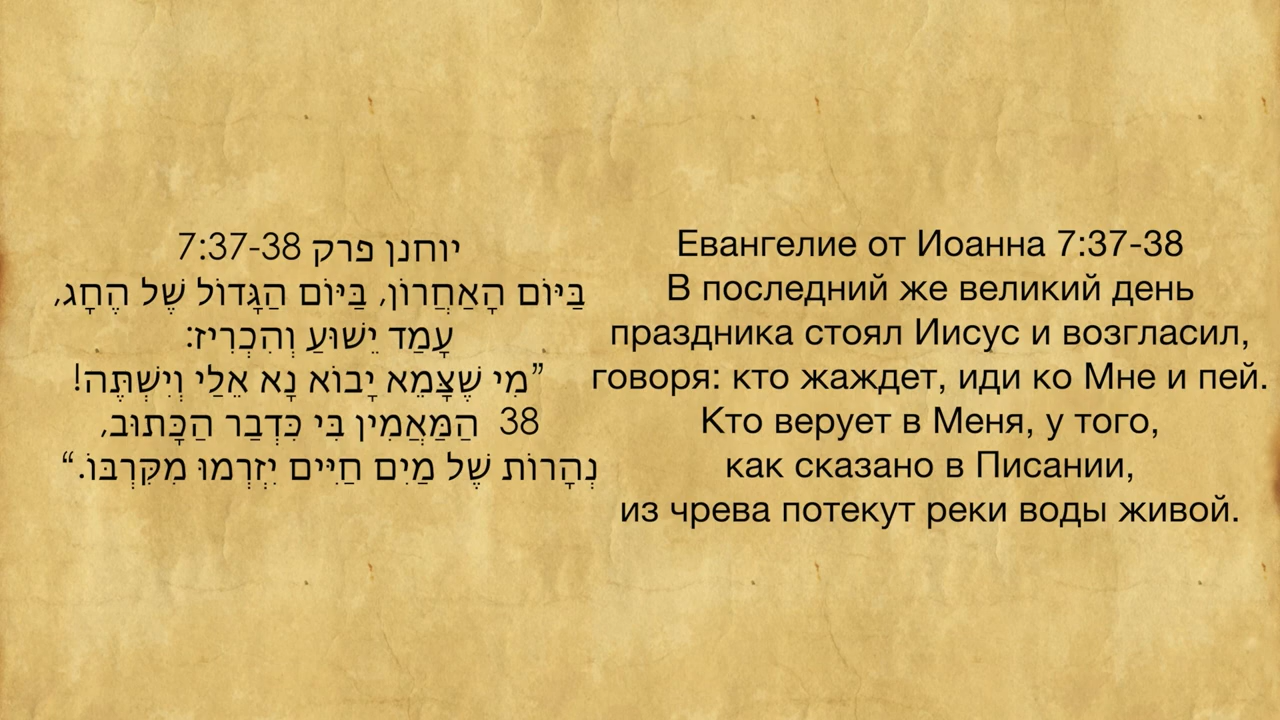 יוחנן פרק 7:37-38
בַּיּוֹם הָאַחֲרוֹן, בַּיּוֹם הַגָּדוֹל שֶׁל הֶחָג,
עָמַד יֵשׁוּעַ וְהִכְרִיז:
”מִי שֶׁצָּמֵא יָבוֹא נָא אֵלַי וְיִשְׁתֶּה!
38 הַמַּאֲמִין בִּי כִּדְבַר הַכָּתוּב,
נְהָרוֹת שֶׁל מַיִם חַיִּים יִזְרְמוּ מִקִּרְבּוֹ.“
Евангелие от Иоанна 7:37-38
В последний же великий день
праздника стоял Иисус и возгласил,
говоря: кто жаждет, иди ко Мне и пей.
Кто верует в Меня, у того,
как сказано в Писании,
из чрева потекут реки воды живой.